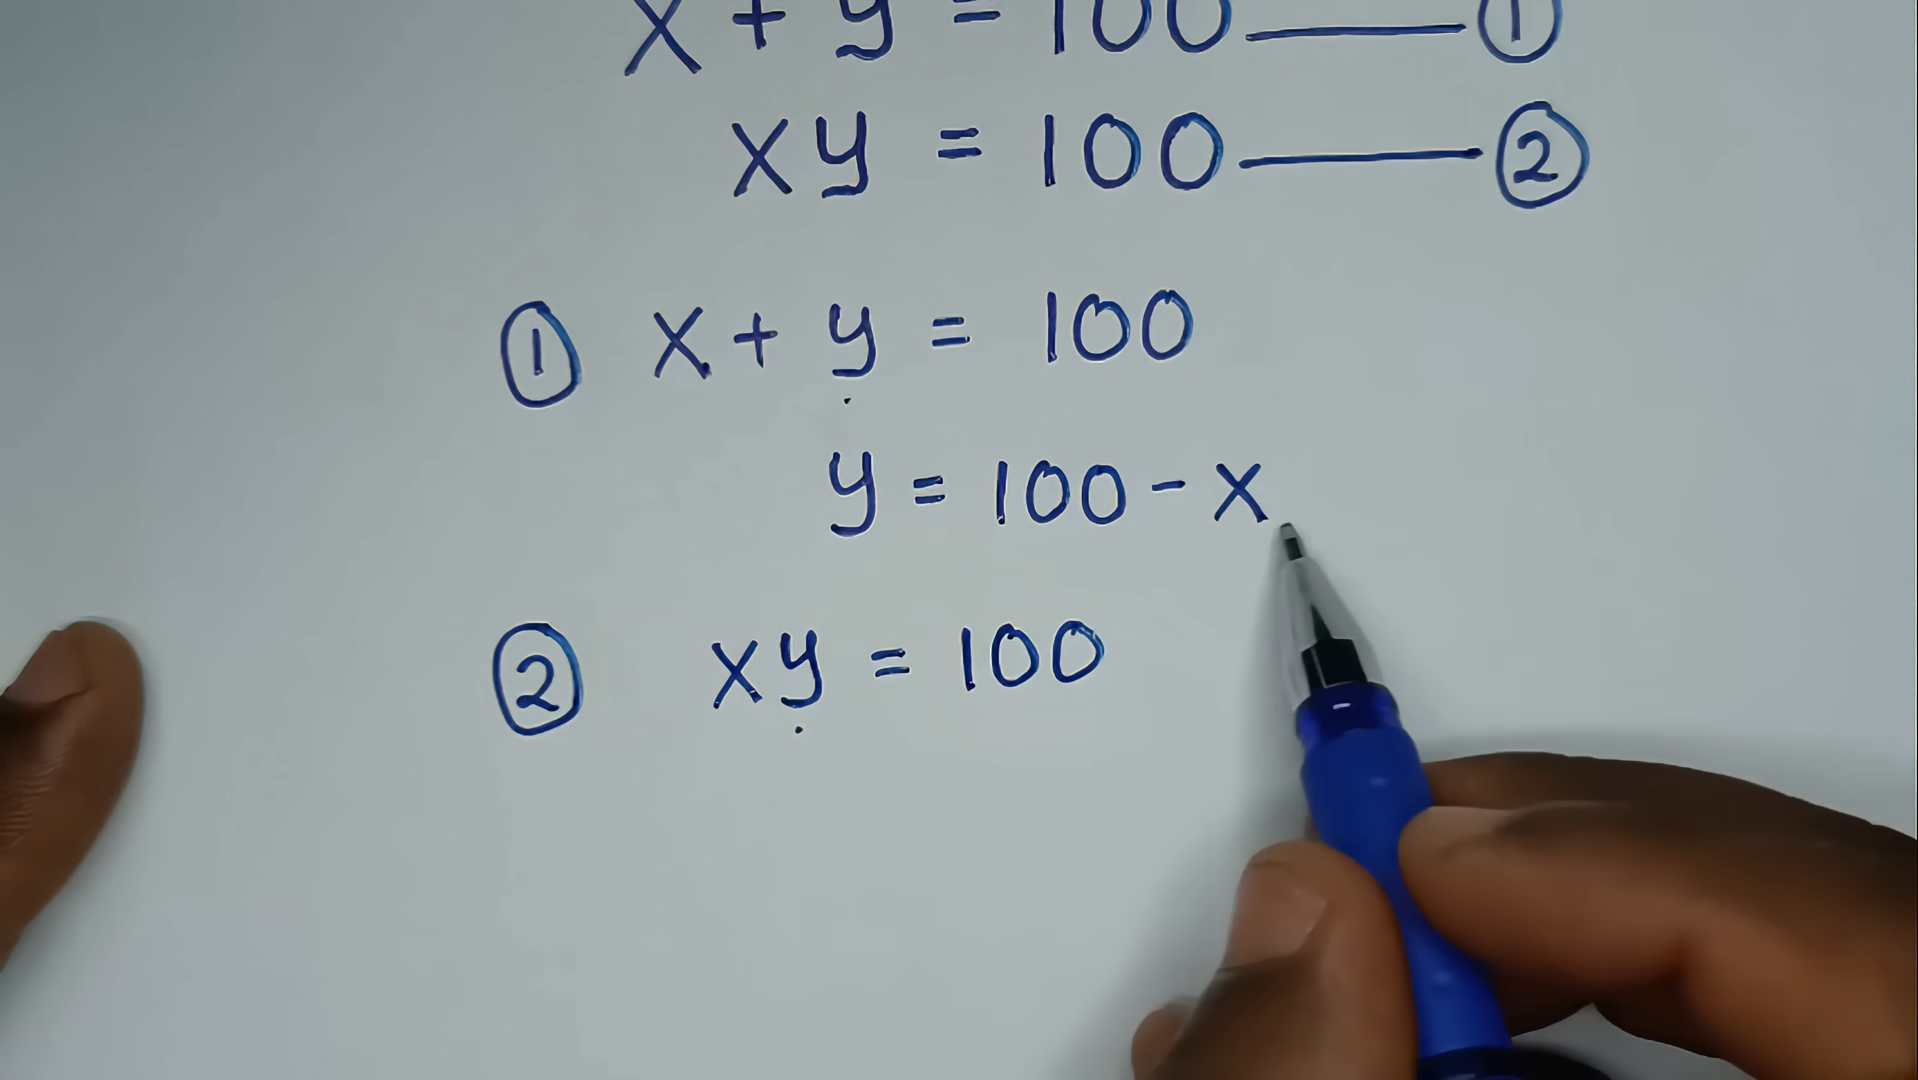 x + y = 100 —— ①
xy = 100 —— ②
① x + y = 100
y = 100 - x
② xy = 100